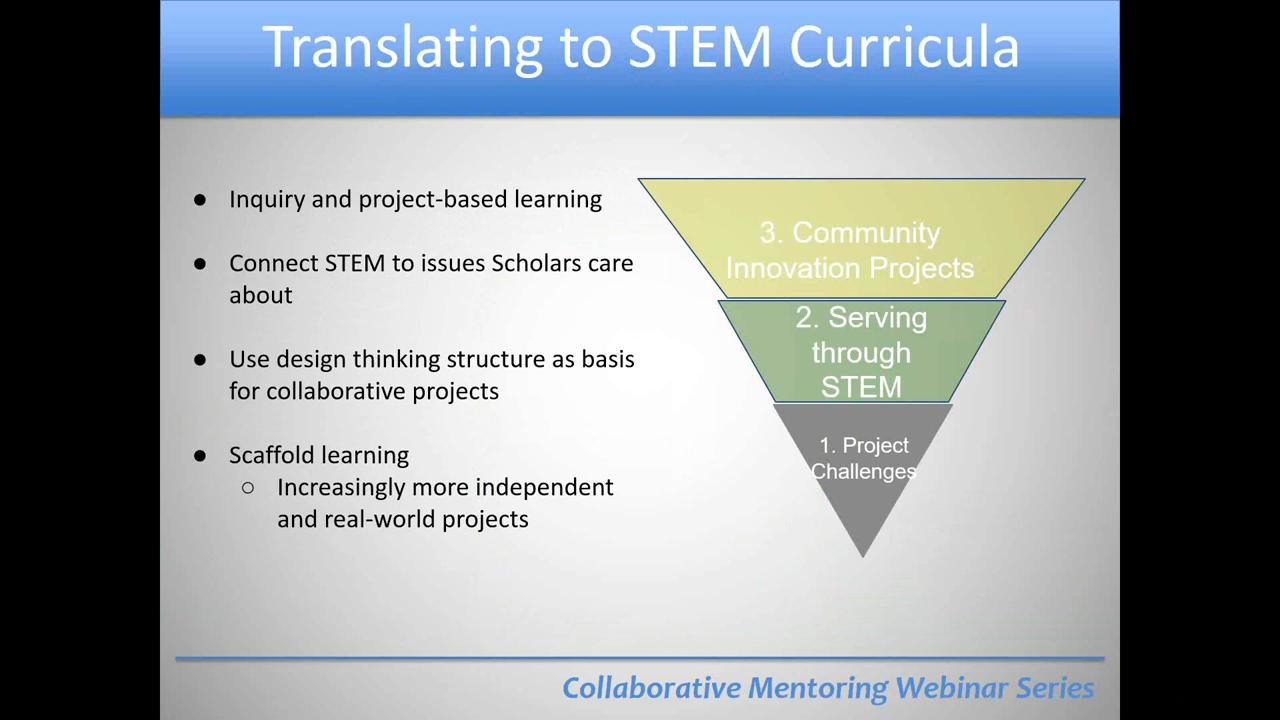 Translating to STEM Curricula
● Inquiry and project-based learning
● Connect STEM to issues Scholars care
about
● Use design thinking structure as basis
for collaborative projects
● Scaffold learning
○ Increasingly more independent
and real-world projects
3. Community
Innovation Projects
2. Serving
through
STEM
1. Project
Challenges
Collaborative Mentoring Webinar Series